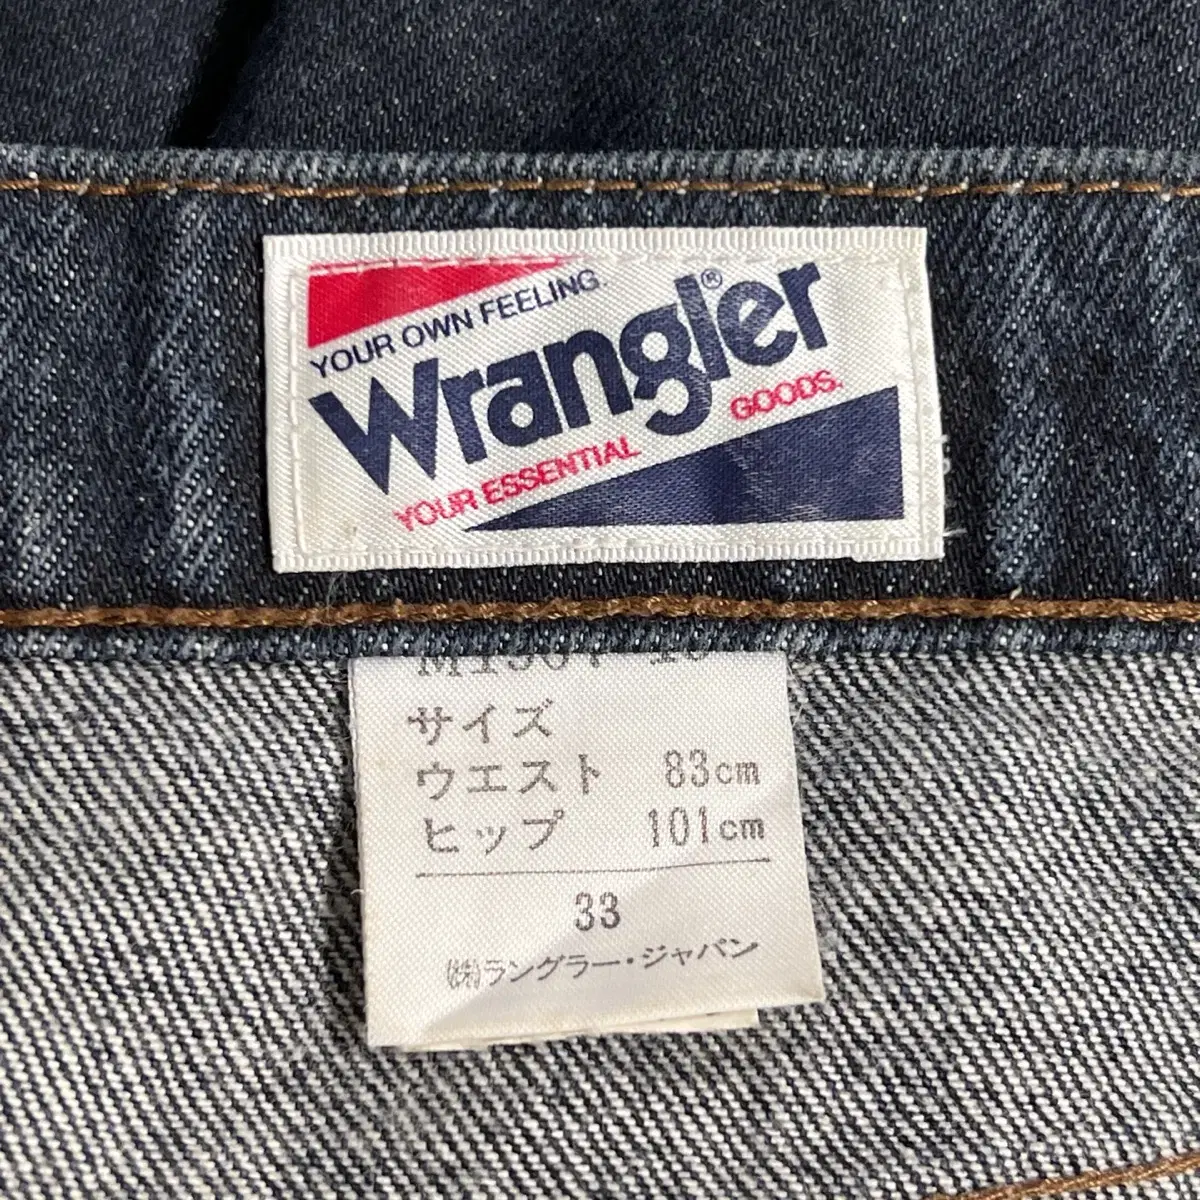 YOUR OWN FEELING.
Wrangler®
GOODS.
YOUR ESSENTIAL
サイズ
ウエスト 83cm
ヒップ 101cm
33
㈱ラングラー・ジャパン